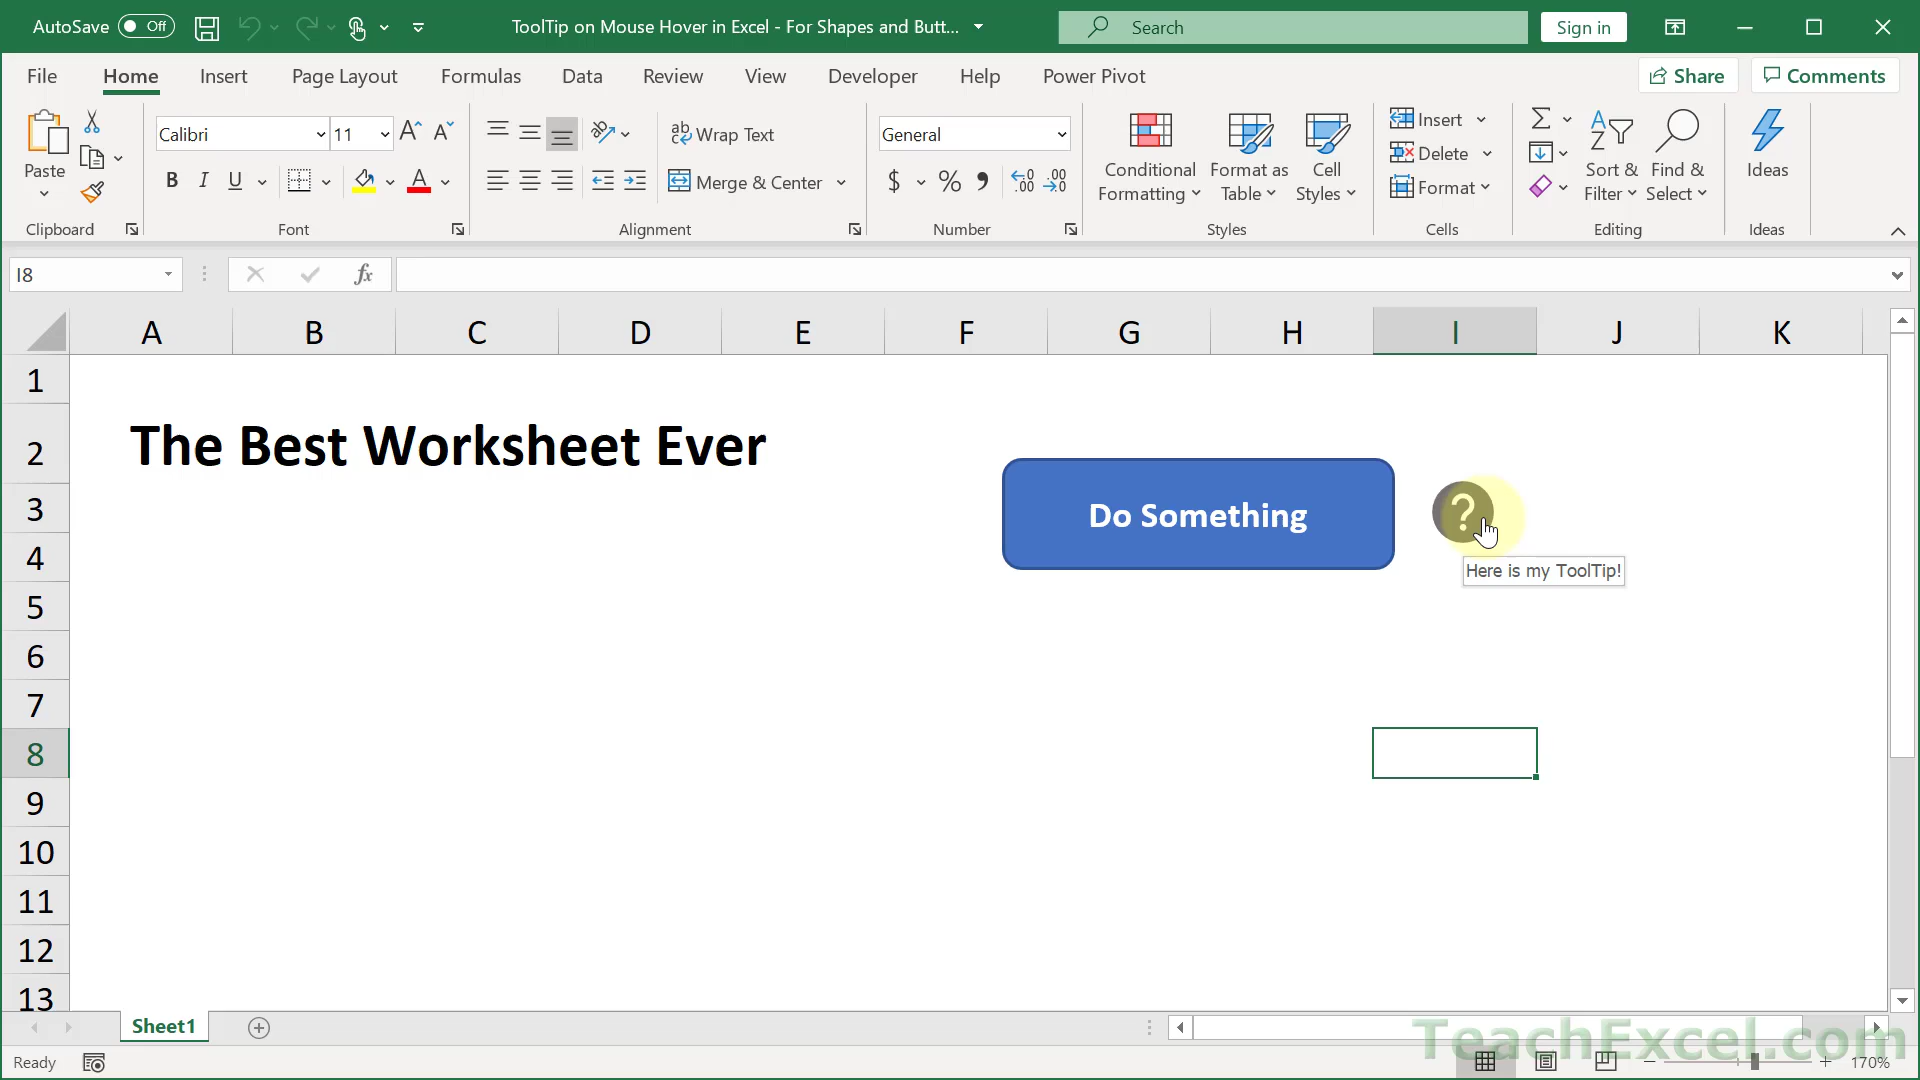 AutoSave Off ToolTip on Mouse Hover in Excel - For Shapes and Butt... Search Sign in
File Home Insert Page Layout Formulas Data Review View Developer Help Power Pivot Share Comments
Paste
Clipboard
Calibri 11
B I U A
Font
ab Wrap Text
Merge & Center
Alignment
General
$ % 9 .00 .00
Number
Conditional Formatting
Format as Table
Cell Styles
Styles
Insert
Delete
Format
Cells
Σ
Sort & Filter
Find & Select
Editing
Ideas
Ideas
I8 fx
A B C D E F G H I J K
1
2 The Best Worksheet Ever
3 Do Something ?
4 Here is my ToolTip!
5
6
7
8
9
10
11
12
13
Sheet1
TeachExcel.com
Ready 170%